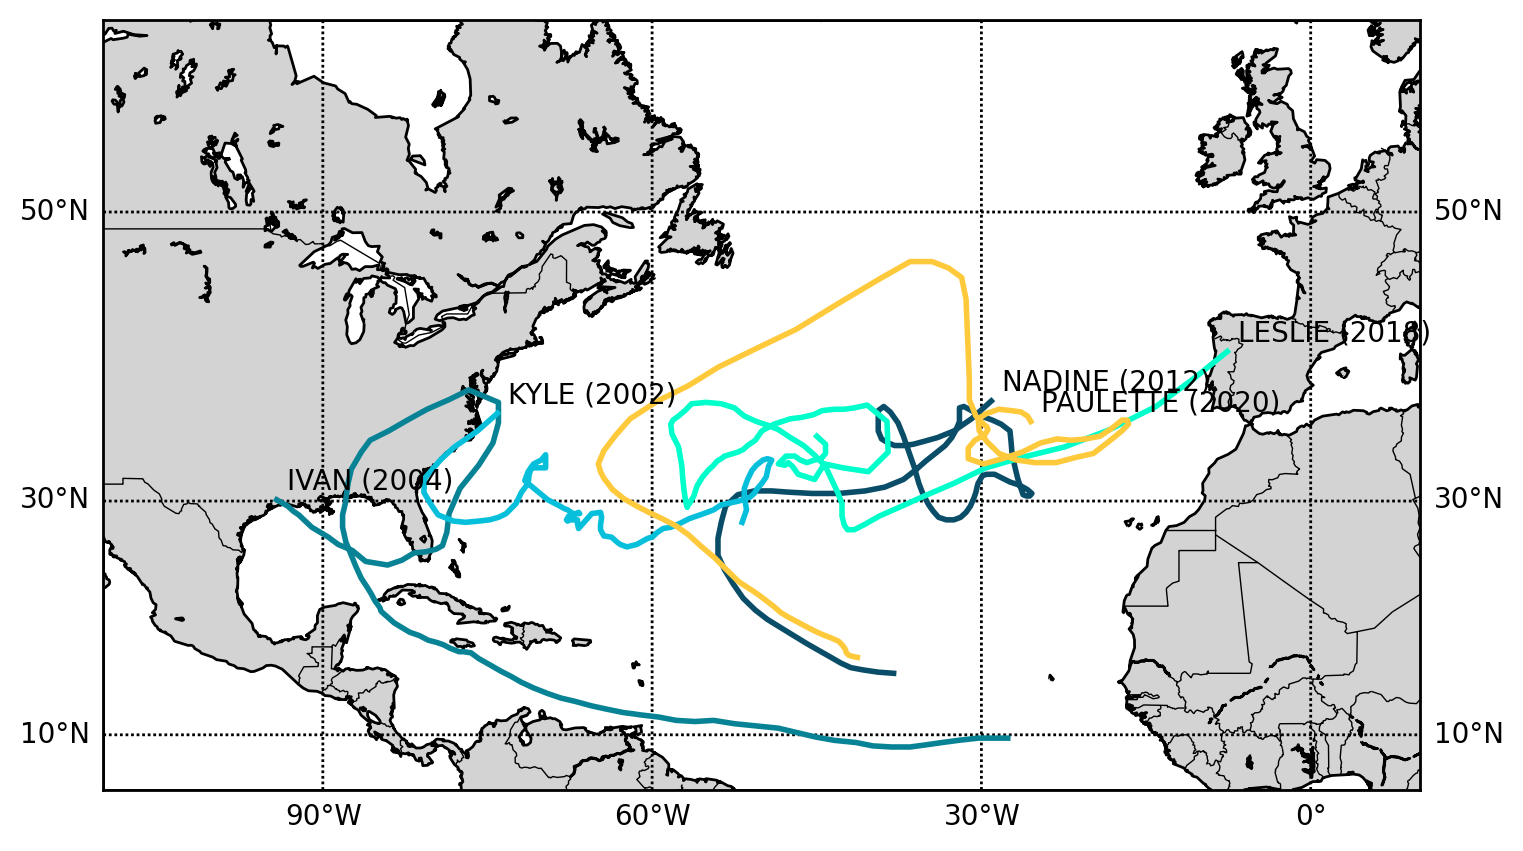 50°N
50°N
LESLIE (2018)
NADINE (2012)
KYLE (2002)
PAULETTE (2020)
IVAN (2004)
30°N
30°N
10°N
10°N
90°W
60°W
30°W
0°